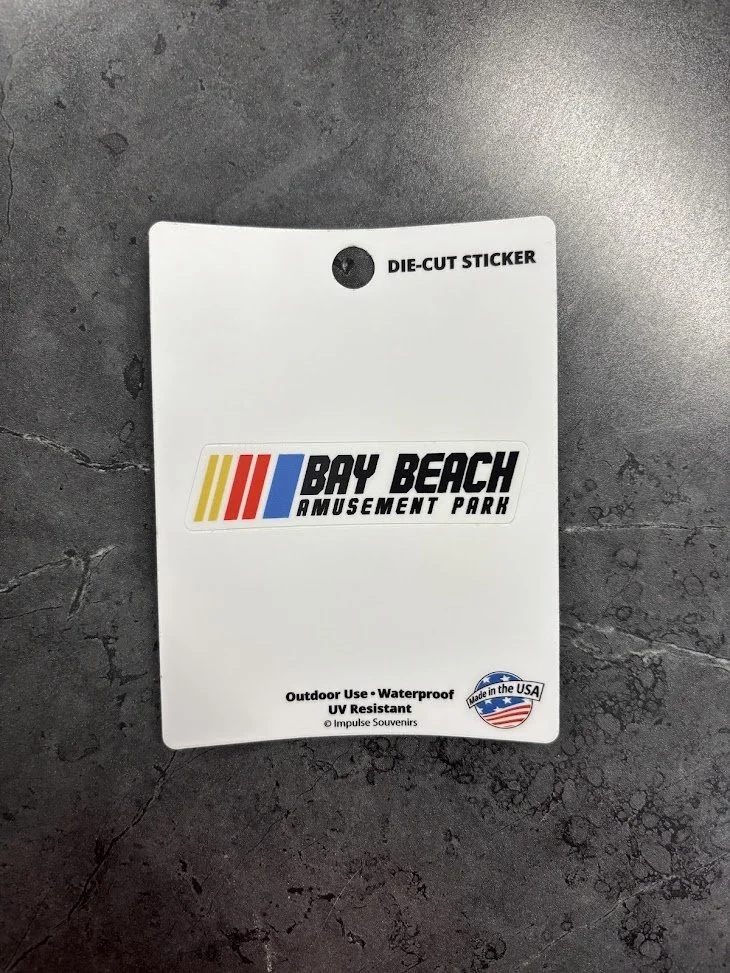 DIE-CUT STICKER
BAY BEACH
AMUSEMENT PARK
Outdoor Use • Waterproof
UV Resistant
© Impulse Souvenirs
Made in the USA